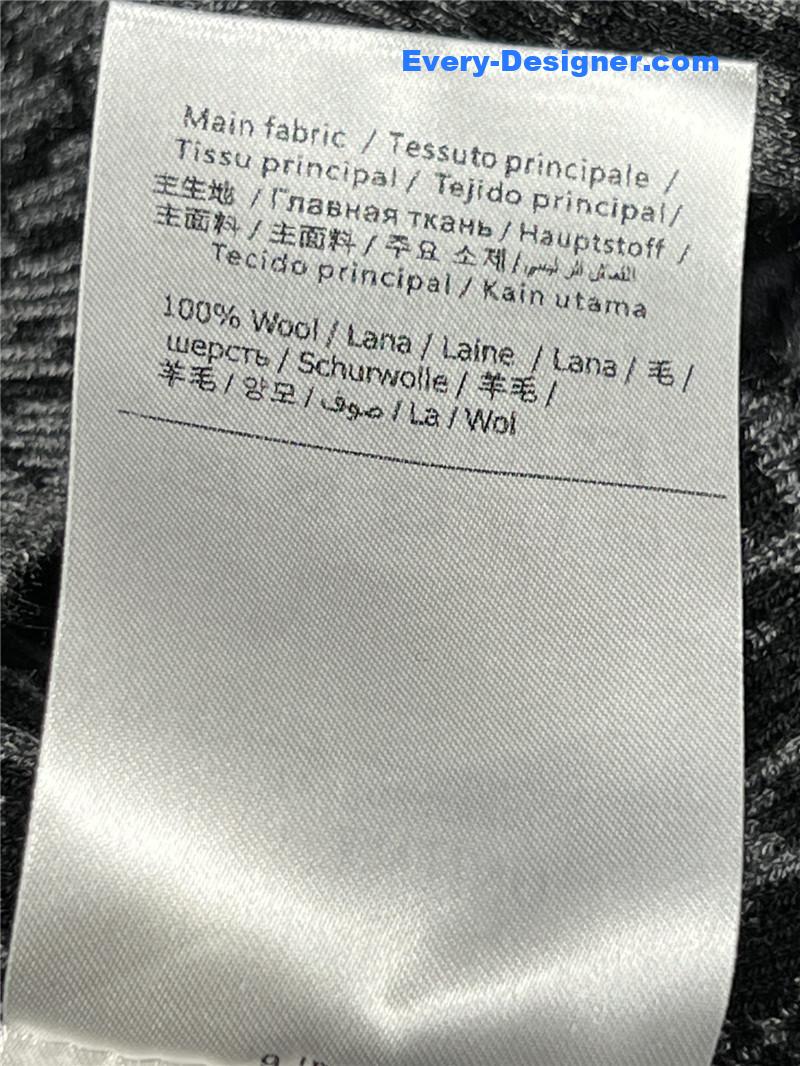 Every-Designer.com
Main fabric / Tessuto principale /
Tissu principal / Tejido principal/
主生地 / Главная ткань / Hauptstoff /
主面料 / 主面料 / 주요 소재/
Tecido principal / Kain utama
100% Wool / Lana / Laine / Lana / 毛 /
шерсть / Schurwolle / 羊毛 /
羊毛 / 양모 / صوف / La / Wol